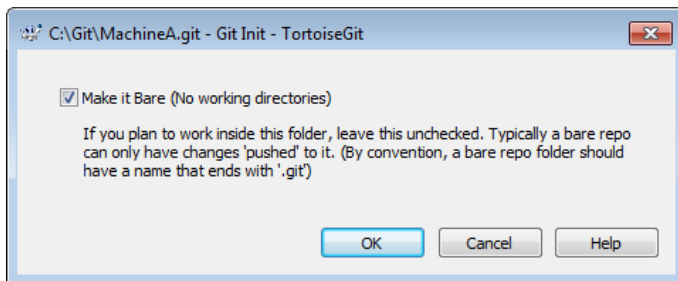 C:\Git\MachineA.git - Git Init - TortoiseGit
Make it Bare (No working directories)
If you plan to work inside this folder, leave this unchecked. Typically a bare repo
can only have changes 'pushed' to it. (By convention, a bare repo folder should
have a name that ends with '.git')
OK Cancel Help